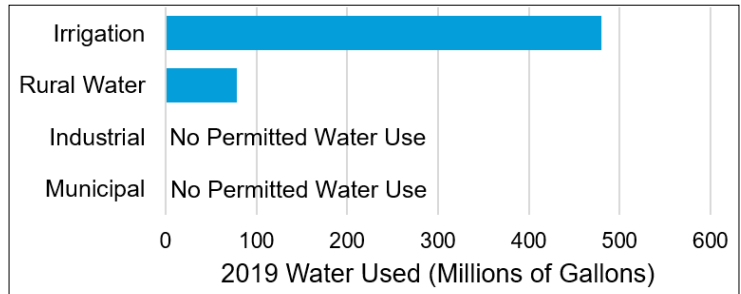 Irrigation
Rural Water
Industrial No Permitted Water Use
Municipal No Permitted Water Use
0 100 200 300 400 500 600
2019 Water Used (Millions of Gallons)